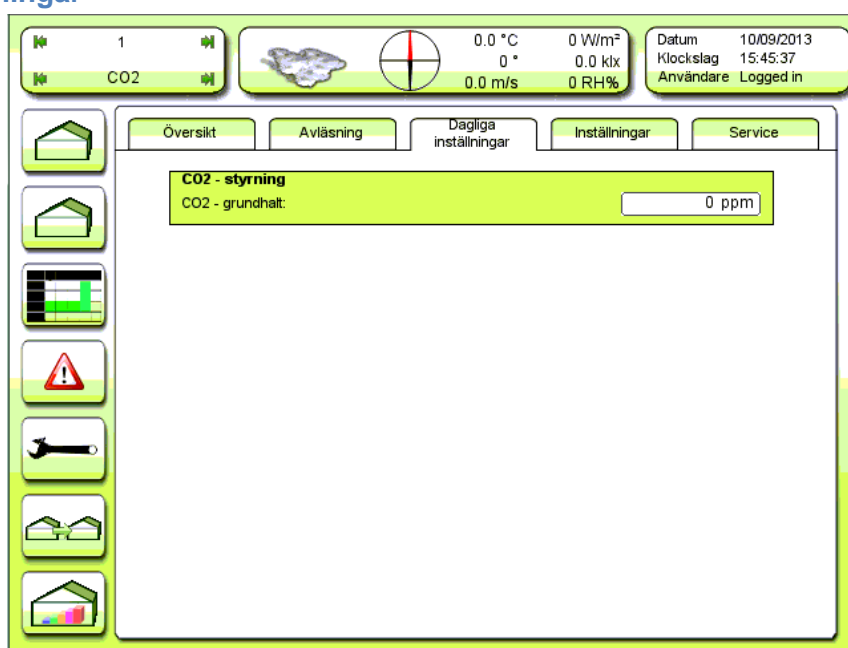 1
CO2
0.0 °C
0 W/m²
0 °
0.0 klx
0.0 m/s
0 RH%
Datum 10/09/2013
Klockslag 15:45:37
Användare Logged in
Översikt
Avläsning
Dagliga
inställningar
Inställningar
Service
CO2 - styrning
CO2 - grundhalt: 0 ppm